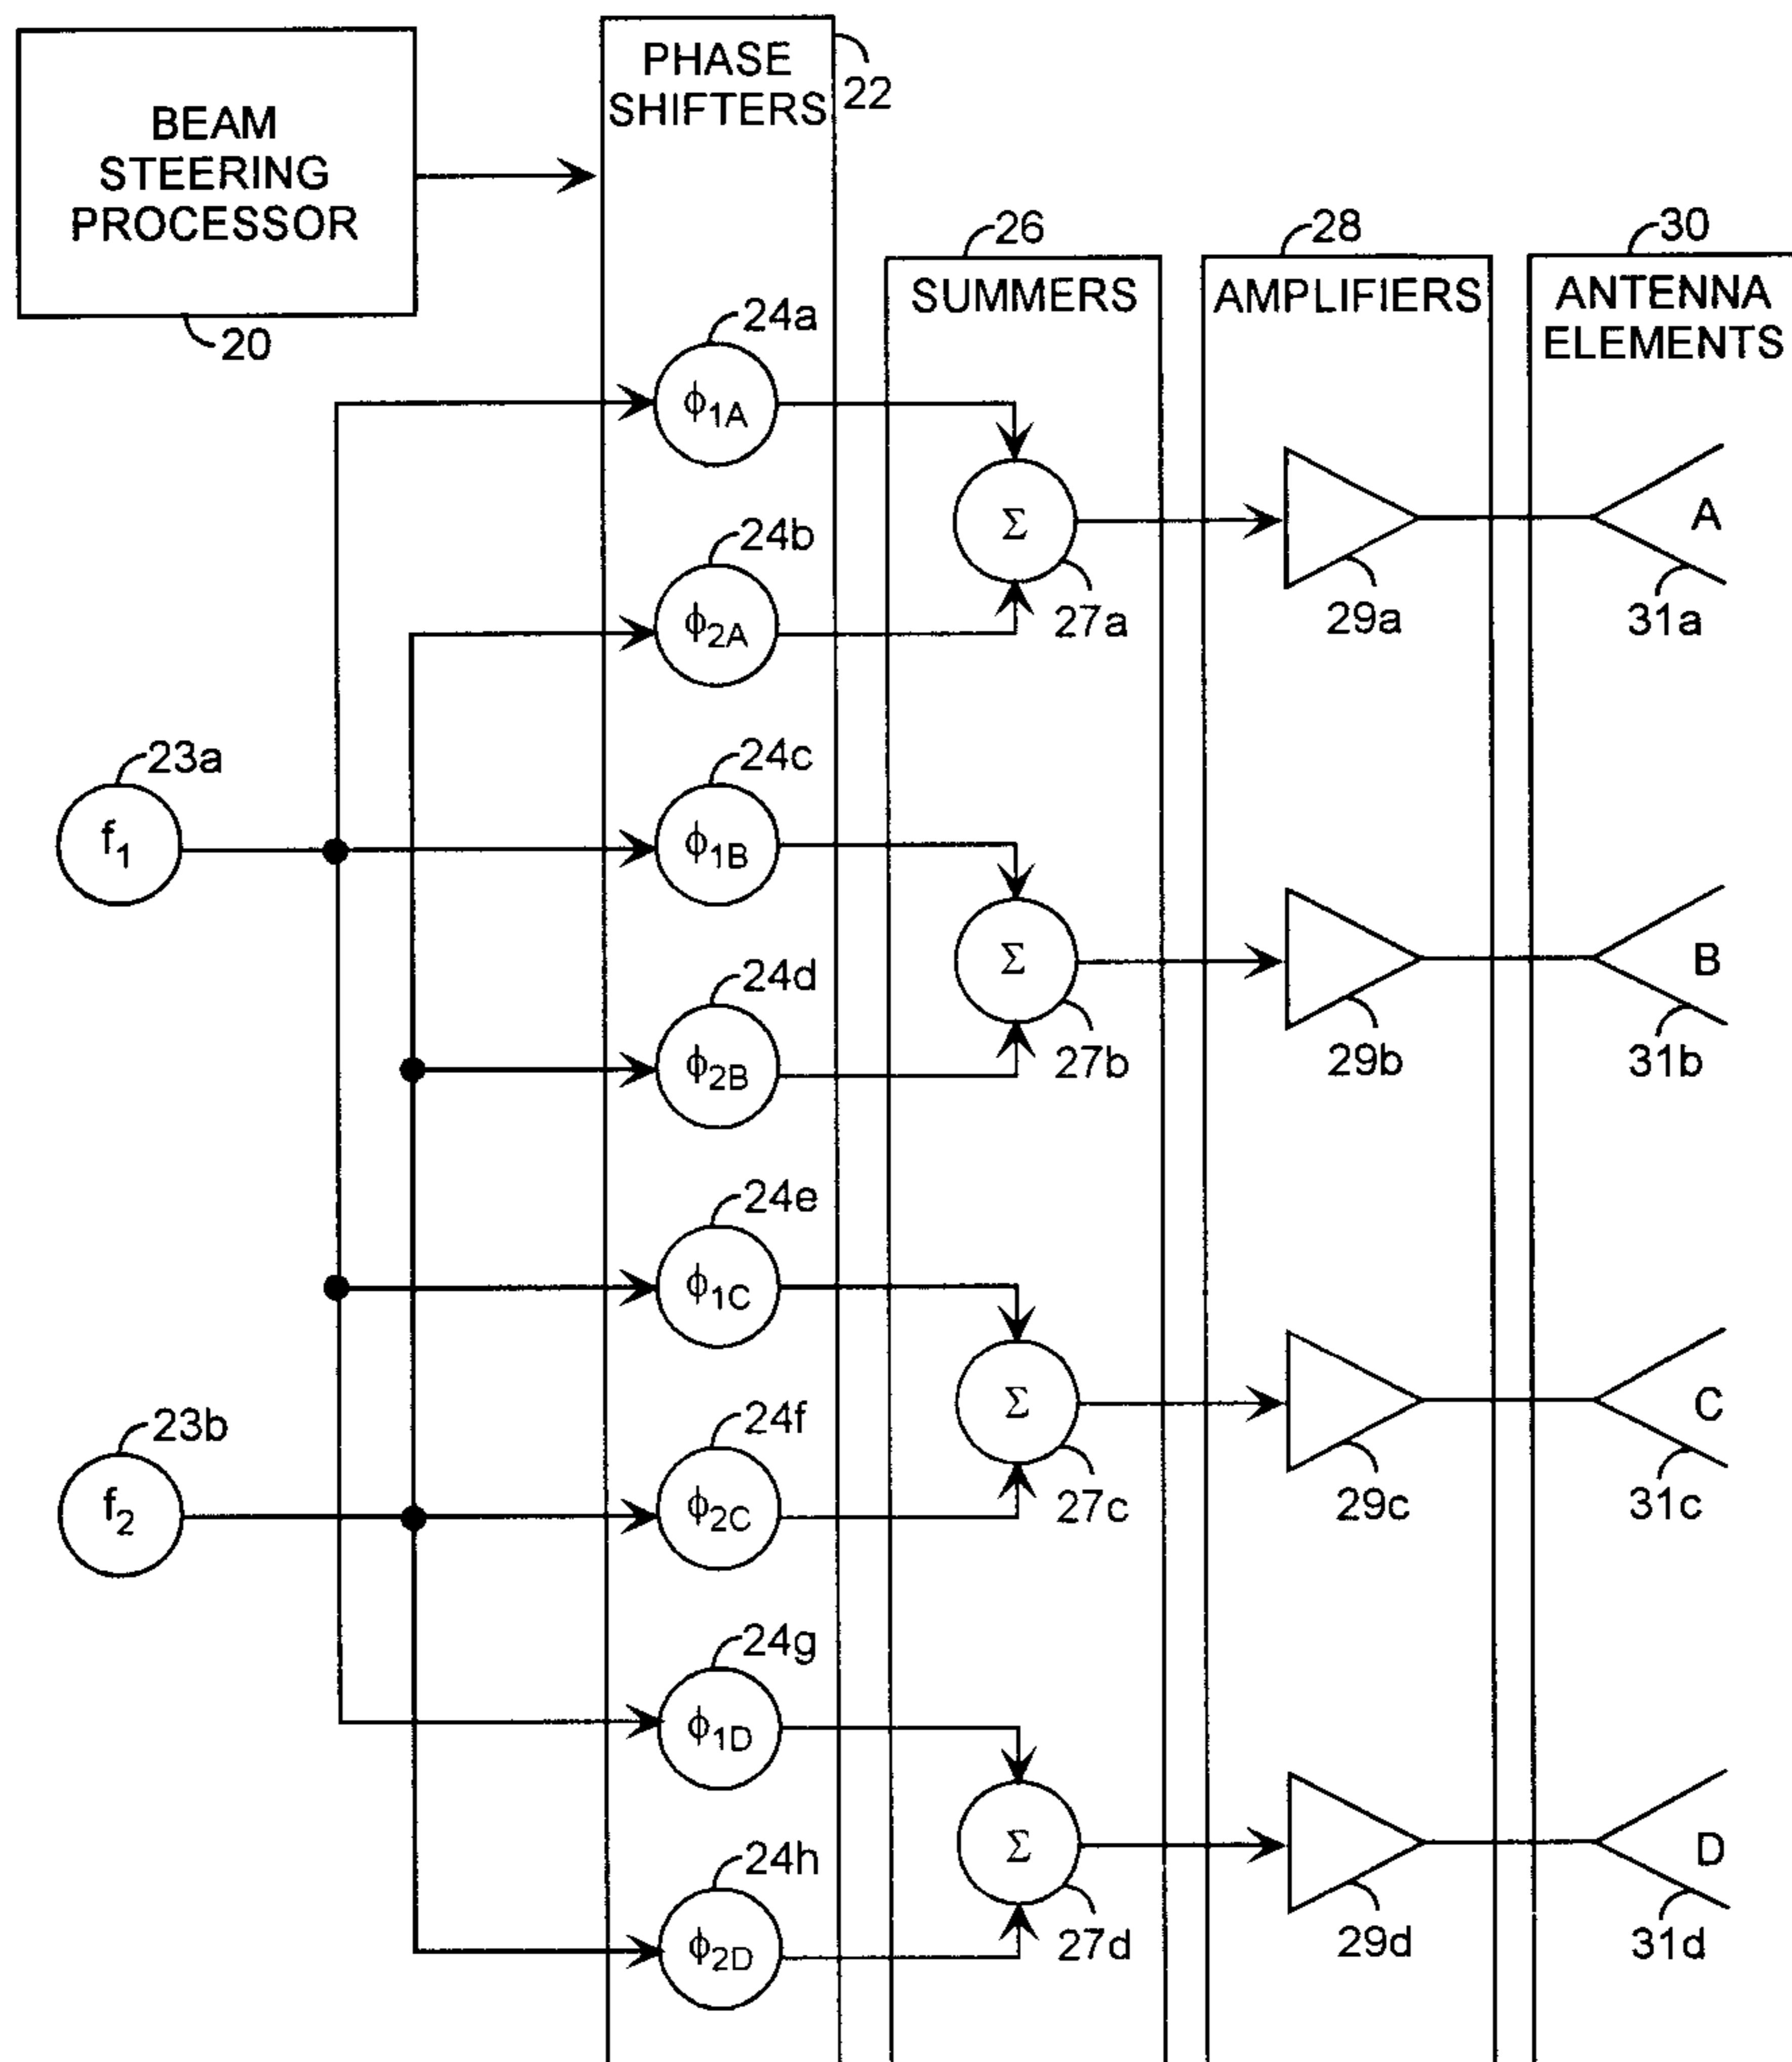 BEAM
STEERING
PROCESSOR
20
PHASE
SHIFTERS
22
26
SUMMERS
28
AMPLIFIERS
30
ANTENNA
ELEMENTS
24a
ϕ1A
24b
ϕ2A
Σ
27a
29a
A
31a
23a
f1
24c
ϕ1B
24d
ϕ2B
Σ
27b
29b
B
31b
24e
ϕ1C
23b
f2
24f
ϕ2C
Σ
27c
29c
C
31c
24g
ϕ1D
24h
ϕ2D
Σ
27d
29d
D
31d